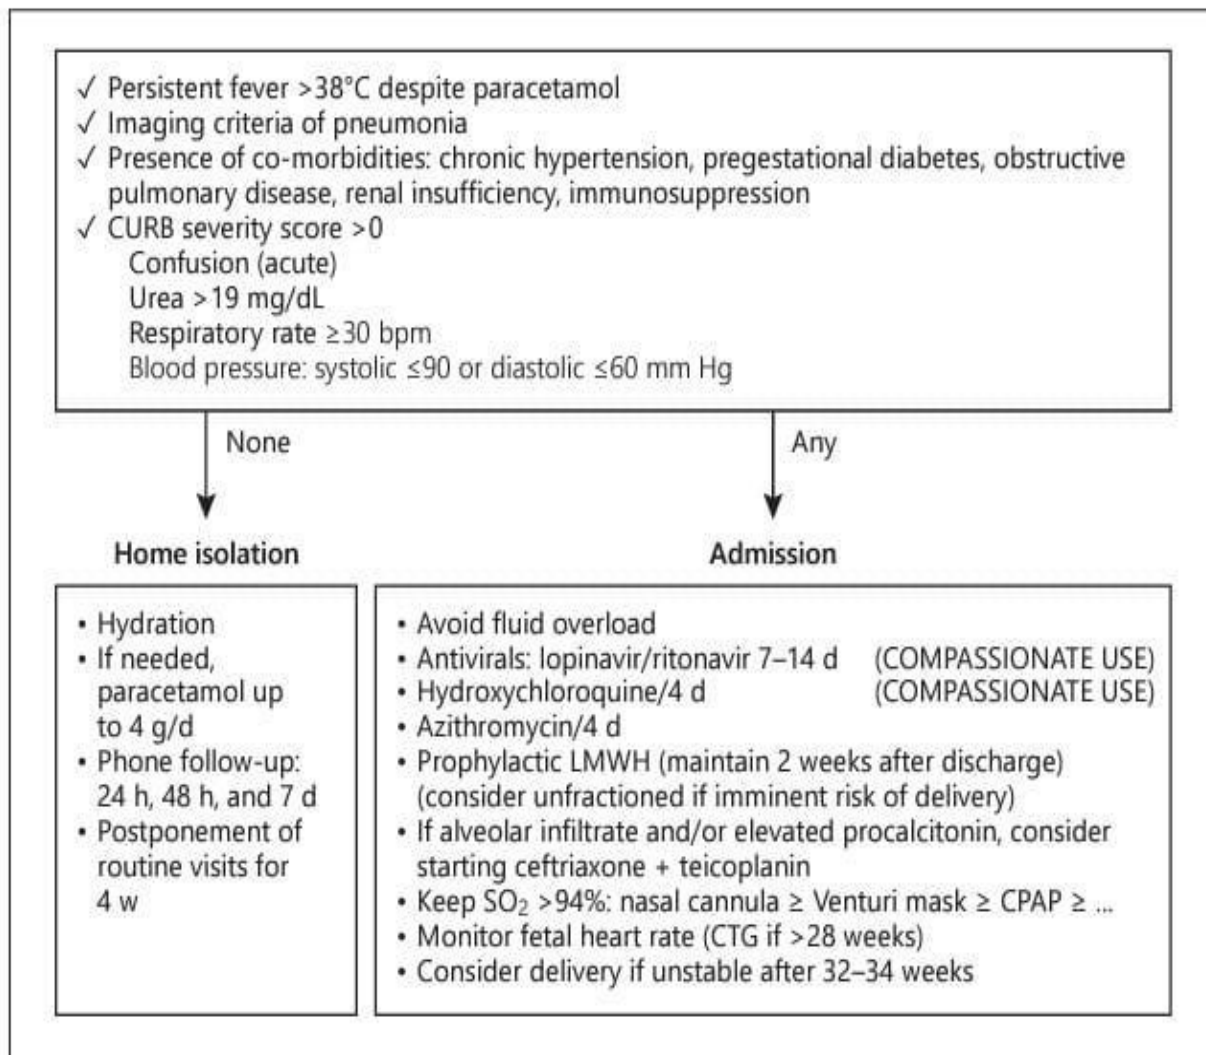 ✓ Persistent fever >38°C despite paracetamol
✓ Imaging criteria of pneumonia
✓ Presence of co-morbidities: chronic hypertension, pregestational diabetes, obstructive
pulmonary disease, renal insufficiency, immunosuppression
✓ CURB severity score >0
Confusion (acute)
Urea >19 mg/dL
Respiratory rate ≥30 bpm
Blood pressure: systolic ≤90 or diastolic ≤60 mm Hg
None
Any
Home isolation
• Hydration
• If needed,
paracetamol up
to 4 g/d
• Phone follow-up:
24 h, 48 h, and 7 d
• Postponement of
routine visits for
4 w
Admission
• Avoid fluid overload
• Antivirals: lopinavir/ritonavir 7–14 d (COMPASSIONATE USE)
• Hydroxychloroquine/4 d (COMPASSIONATE USE)
• Azithromycin/4 d
• Prophylactic LMWH (maintain 2 weeks after discharge)
(consider unfractioned if imminent risk of delivery)
• If alveolar infiltrate and/or elevated procalcitonin, consider
starting ceftriaxone + teicoplanin
• Keep SO₂ >94%: nasal cannula ≥ Venturi mask ≥ CPAP ≥ ...
• Monitor fetal heart rate (CTG if >28 weeks)
• Consider delivery if unstable after 32–34 weeks